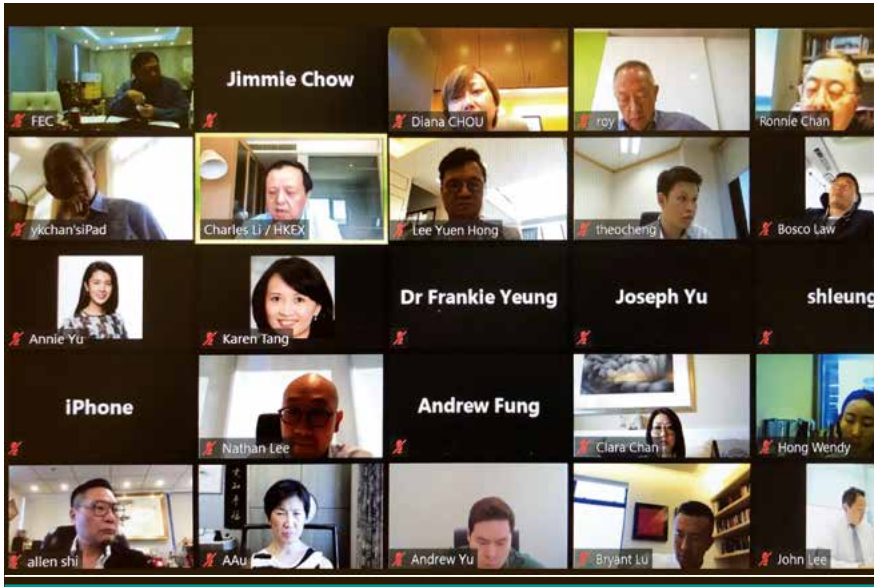 FEC
Jimmie Chow
Diana CHOU
roy
Ronnie Chan
ykchan'siPad
Charles Li / HKEX
Lee Yuen Hong
theocheng
Bosco Law
Annie Yu
Karen Tang
Dr Frankie Yeung
Joseph Yu
shleung
iPhone
Nathan Lee
Andrew Fung
Clara Chan
Hong Wendy
allen shi
AAu
Andrew Yu
Bryant Lu
John Lee